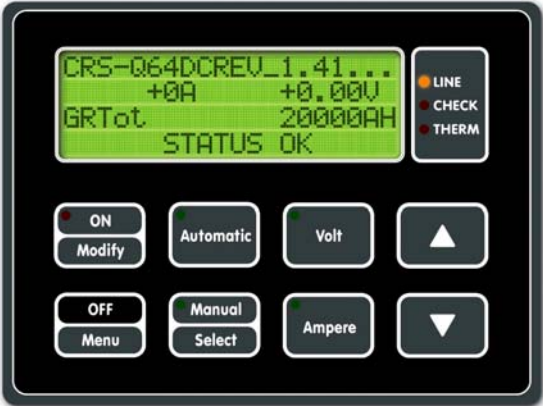 CRS-Q64DCREV_1.41...
+0A +0.00V
GRTot 20000AH
STATUS OK
LINE
CHECK
THERM
ON
Modify
Automatic
Volt
OFF
Menu
Manual
Select
Ampere